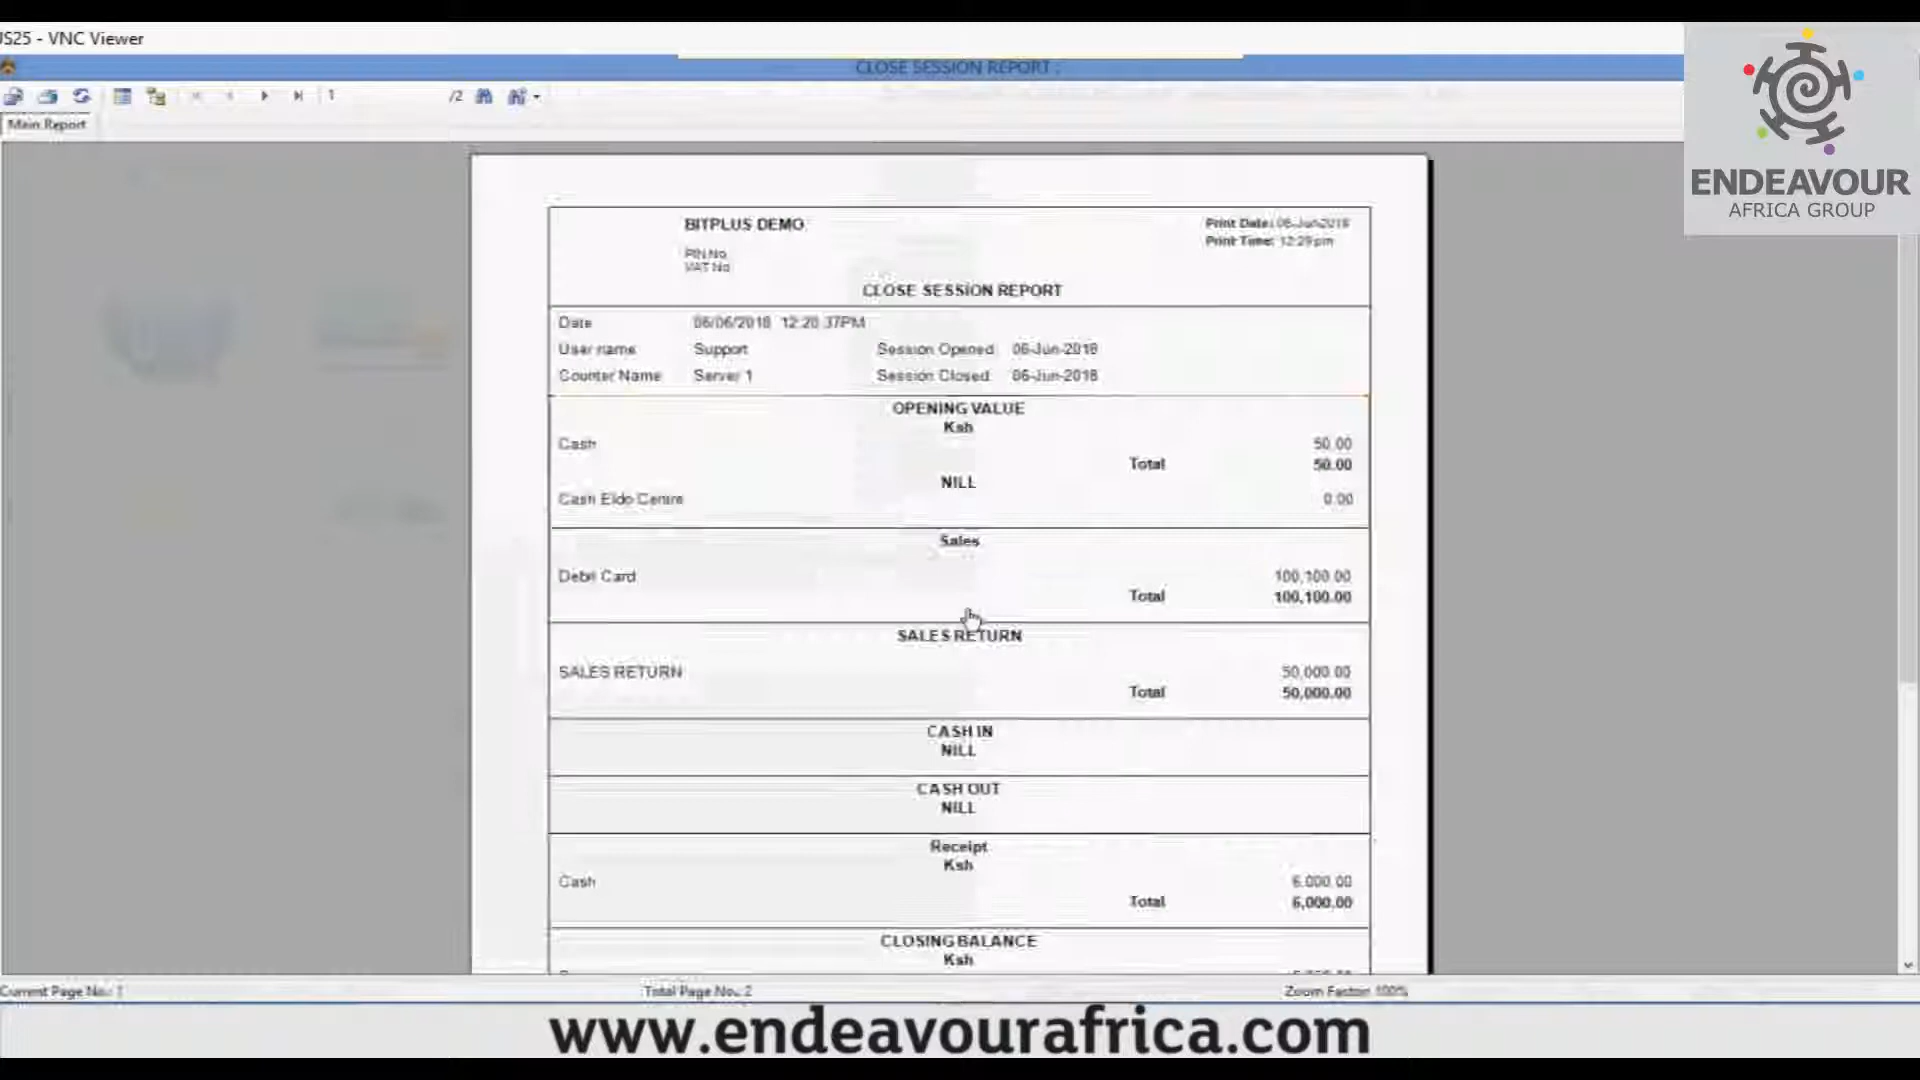 JS25 - VNC Viewer
CLOSE SESSION REPORT :
1 /2
Main Report
ENDEAVOUR
AFRICA GROUP
BITPLUS DEMO
Print Date: 06-Jun-2018
Print Time: 12:29pm
PIN No
VAT No
CLOSE SESSION REPORT
Date 06/06/2018 12:28:37PM
User name Support Session Opened 06-Jun-2018
Counter Name Server 1 Session Closed 06-Jun-2018
OPENING VALUE
Ksh
Cash 50.00
Total 50.00
NILL
Cash Eldo Centre 0.00
Sales
Debit Card 100,100.00
Total 100,100.00
SALES RETURN
SALES RETURN 50,000.00
Total 50,000.00
CASH IN
NILL
CASH OUT
NILL
Receipt
Ksh
Cash 6,000.00
Total 6,000.00
CLOSING BALANCE
Ksh
Current Page No.: 1 Total Page No.: 2 Zoom Factor: 100%
www.endeavourafrica.com